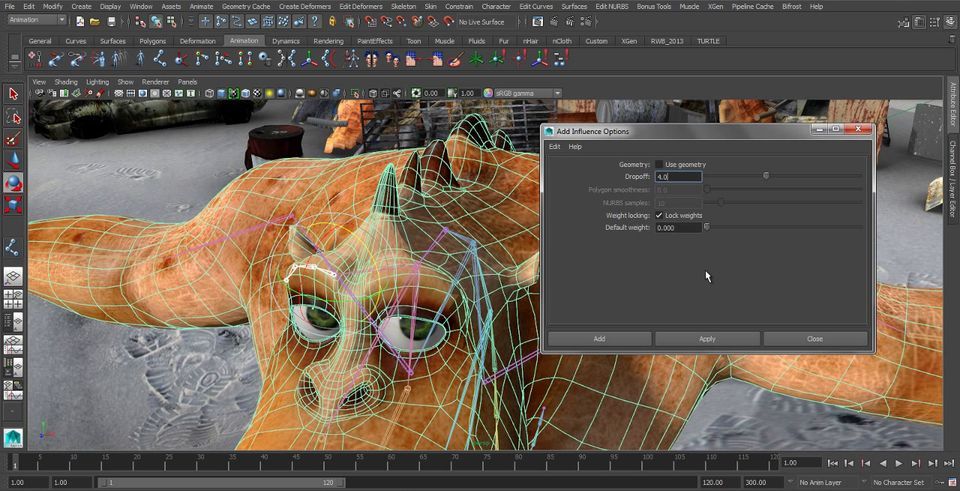 File Edit Modify Create Display Window Assets Animate Geometry Cache Create Deformers Edit Deformers Skeleton Skin Constrain Character Edit Curves Surfaces Edit NURBS Bonus Tools Muscle XGen Pipeline Cache Bifrost Help
Animation
No Live Surface
General Curves Surfaces Polygons Deformation Animation Dynamics Rendering PaintEffects Toon Muscle Fluids Fur nHair nCloth Custom XGen RWB_2013 TURTLE
View Shading Lighting Show Renderer Panels
0.00 1.00 sRGB gamma
Attribute Editor
Channel Box / Layer Editor
Add Influence Options
Edit Help
Geometry: Use geometry
Dropoff: 4.0
Polygon smoothness: 0.0
NURBS samples: 10
Weight locking: Lock weights
Default weight: 0.000
Add Apply Close
persp
1 5 10 15 20 25 30 35 40 45 50 55 60 65 70 75 80 85 90 95 100 105 110 115 120
1.00
1.00 1.00 1 120 120.00 300.00 No Anim Layer No Character Set